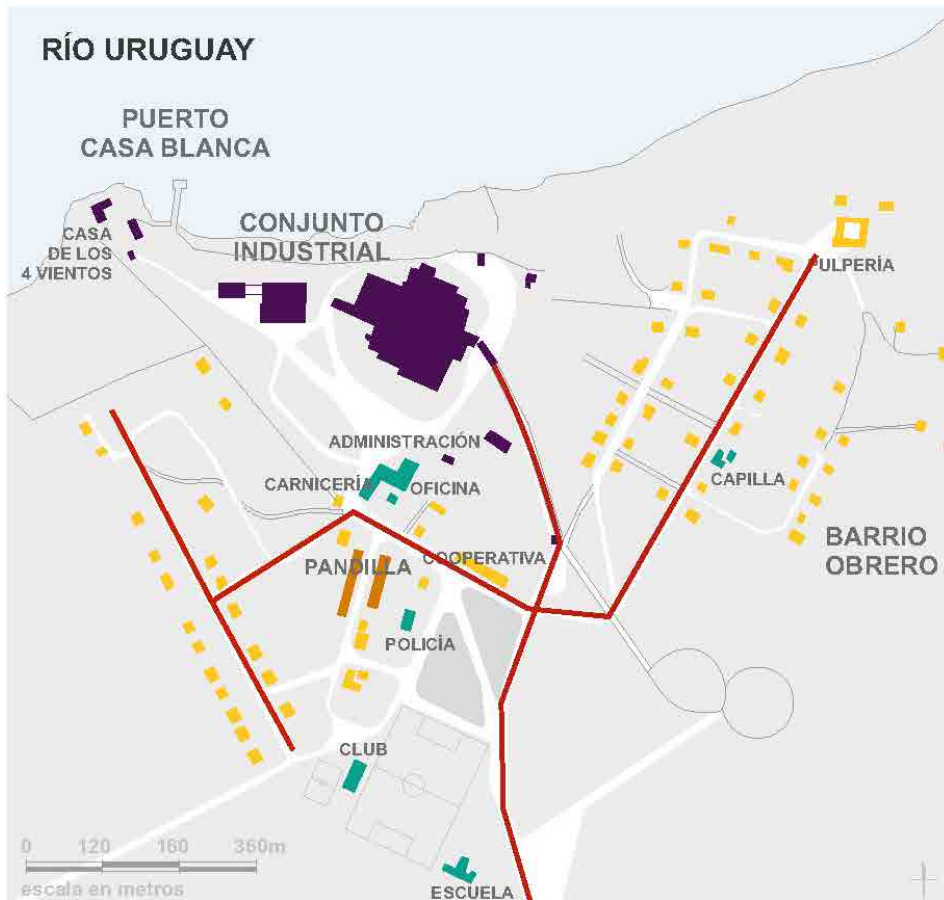 RÍO URUGUAY
PUERTO
CASA BLANCA
CASA
DE LOS
4 VIENTOS
CONJUNTO
INDUSTRIAL
PULPERÍA
ADMINISTRACIÓN
CARNICERÍA
OFICINA
CAPILLA
BARRIO
OBRERO
COOPERATIVA
PANDILLA
POLICÍA
CLUB
ESCUELA
0 120 160 360m
escala en metros